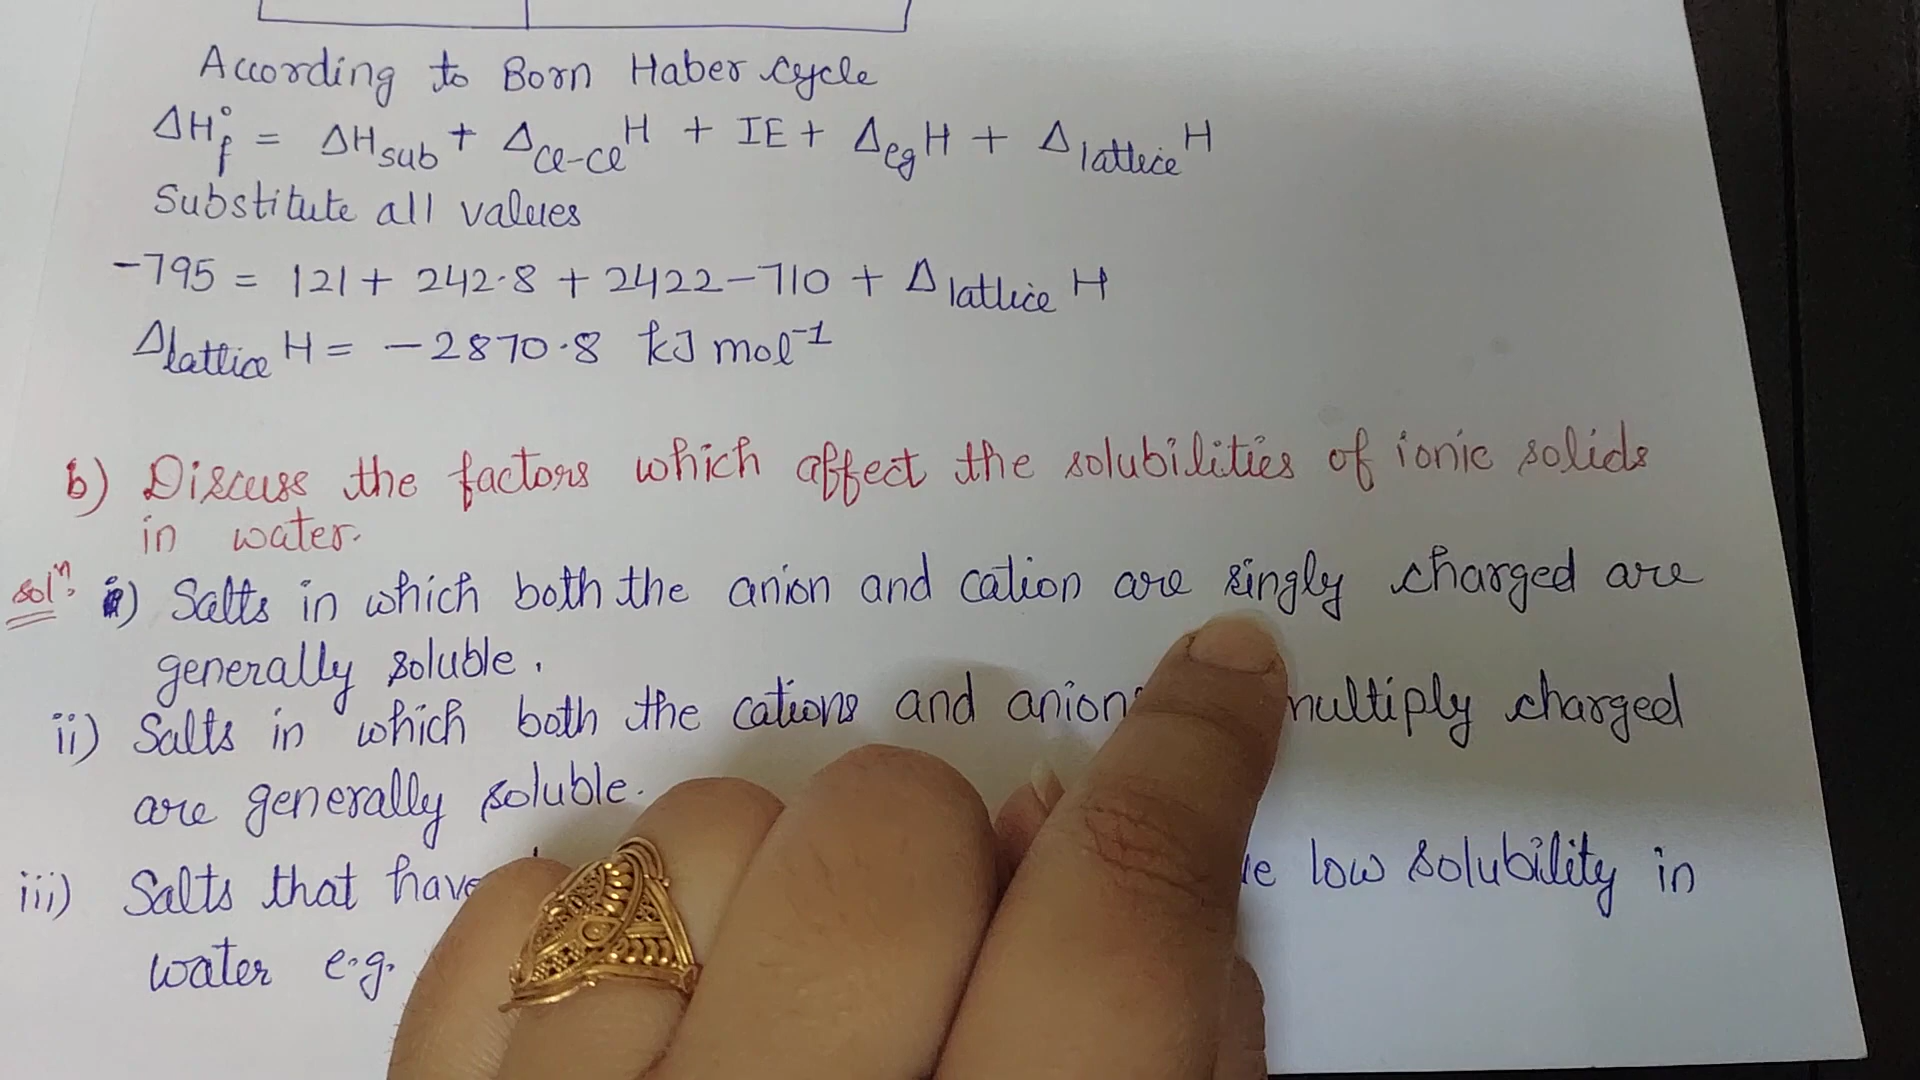 According to Born Haber cycle
ΔH°f = ΔHsub + ΔCl-ClH + IE + ΔegH + ΔlatticeH
Substitute all values
-795 = 121 + 242.8 + 2422 - 710 + Δlattice H
Δlattice H = - 2870.8 kJ mol⁻¹
b) Discuss the factors which affect the solubilities of ionic solids
in water.
Solⁿ: i) Salts in which both the anion and cation are singly charged are
generally soluble.
ii) Salts in which both the cations and anions multiply charged
are generally soluble.
iii) Salts that have low solubility in
water e.g.